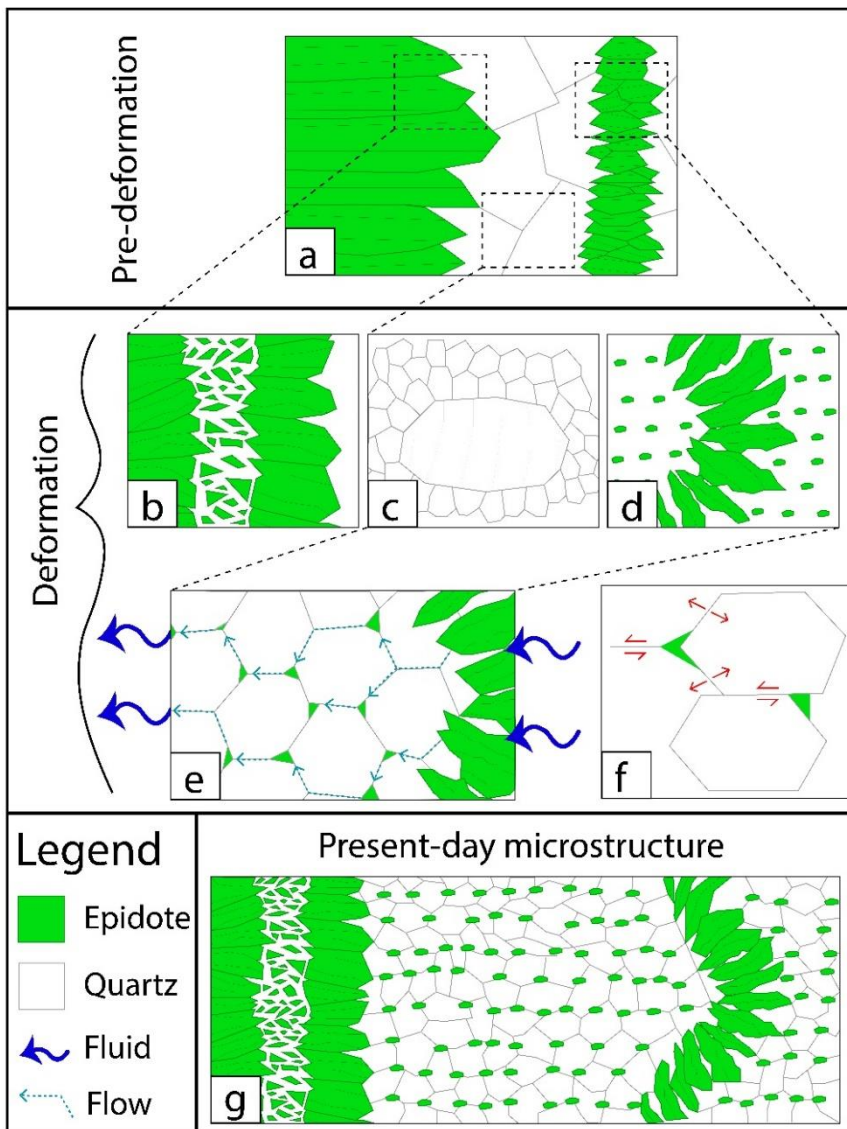 Pre-deformation
a
Deformation
b
c
d
e
f
Legend
Epidote
Quartz
Fluid
Flow
Present-day microstructure
g